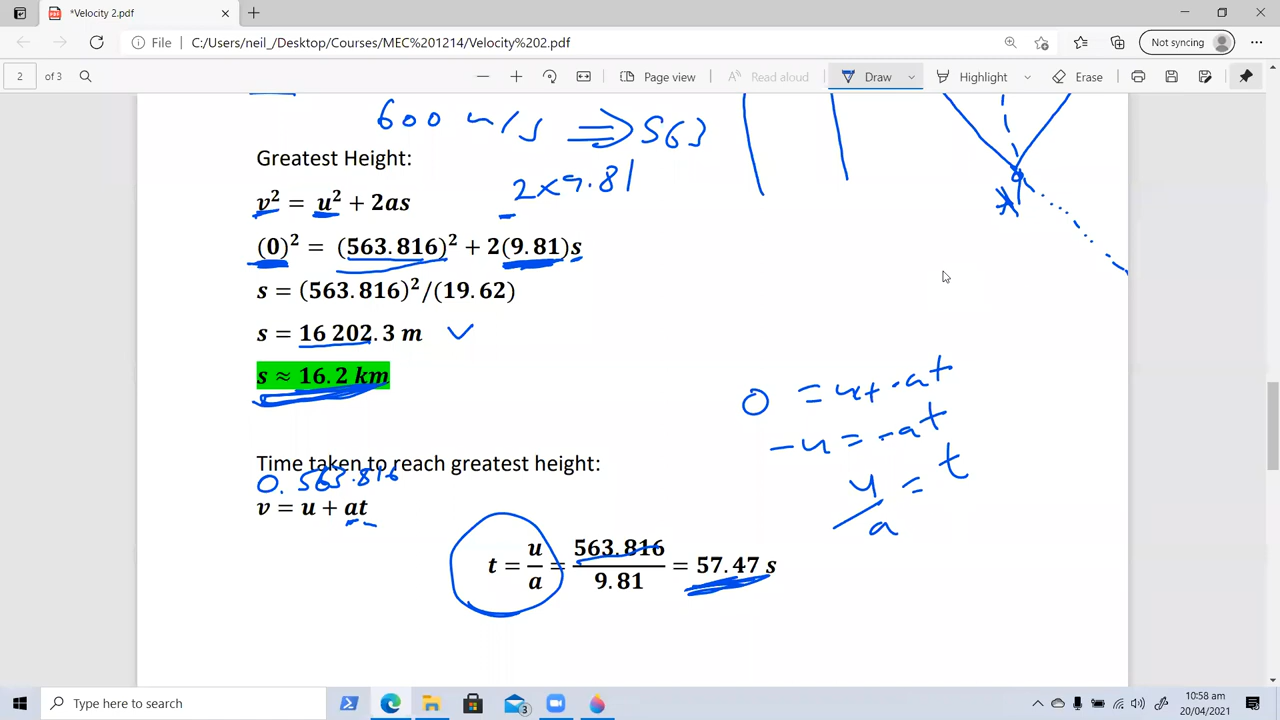 *Velocity 2.pdf
File C:/Users/neil_/Desktop/Courses/MEC%201214/Velocity%202.pdf Not syncing
2 of 3 Page view Read aloud Draw Highlight Erase
600 m/s ⟹ 563
Greatest Height:
2×9.81
v² = u² + 2as
(0)² = (563.816)² + 2(9.81)s
s = (563.816)²/(19.62)
s = 16 202.3 m ✓
s ≈ 16.2 km
0 = u + -at
-u = -at
u/a = t
Time taken to reach greatest height:
0. 563.816
v = u + at
t = u/a = 563.816/9.81 = 57.47 s
Type here to search
3
10:58 am
20/04/2021